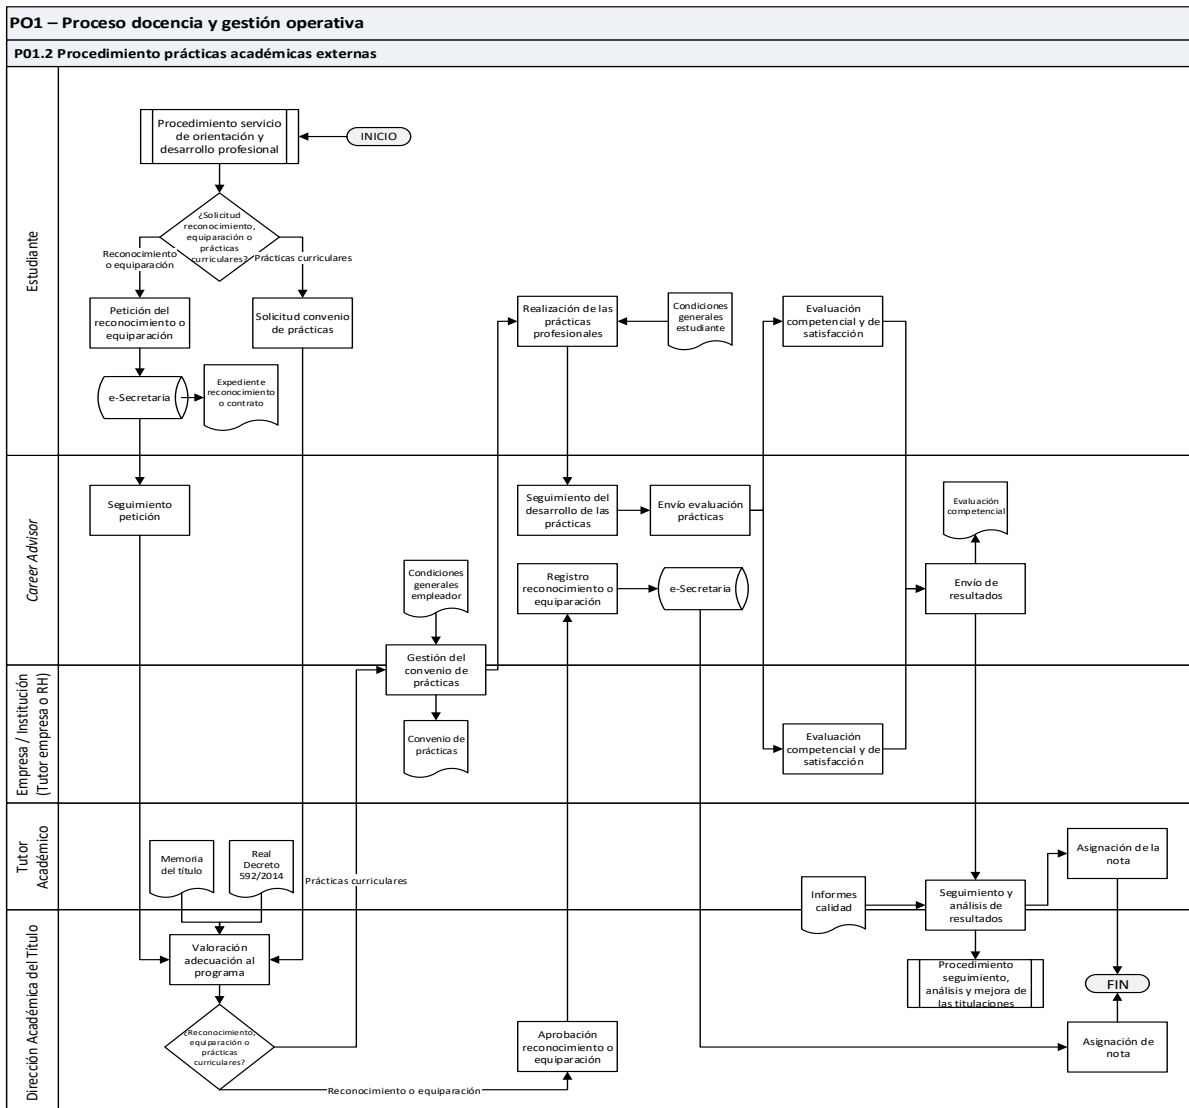 PO1 – Proceso docencia y gestión operativa
P01.2 Procedimiento prácticas académicas externas
Estudiante
Procedimiento servicio
de orientación y
desarrollo profesional
INICIO
¿Solicitud
reconocimiento,
equiparación o
prácticas
curriculares?
Reconocimiento
o equiparación
Prácticas curriculares
Petición del
reconocimiento o
equiparación
Solicitud convenio
de prácticas
Realización de las
prácticas
profesionales
Condiciones
generales
estudiante
Evaluación
competencial y de
satisfacción
e-Secretaria
Expediente
reconocimiento
o contrato
Career Advisor
Seguimiento
petición
Seguimiento del
desarrollo de las
prácticas
Envío evaluación
prácticas
Evaluación
competencial
Condiciones
generales
empleador
Registro
reconocimiento o
equiparación
e-Secretaria
Envío de
resultados
Gestión del
convenio de
prácticas
Empresa / Institución
(Tutor empresa o RH)
Convenio de
prácticas
Evaluación
competencial y de
satisfacción
Tutor
Académico
Memoria
del título
Real
Decreto
592/2014
Prácticas curriculares
Informes
calidad
Seguimiento y
análisis de
resultados
Asignación de la
nota
Dirección Académica del Título
Valoración
adecuación al
programa
Procedimiento
seguimiento,
análisis y mejora de
las titulaciones
FIN
¿Reconocimiento,
equiparación o
prácticas
curriculares?
Aprobación
reconocimiento o
equiparación
Asignación de
nota
Reconocimiento o equiparación